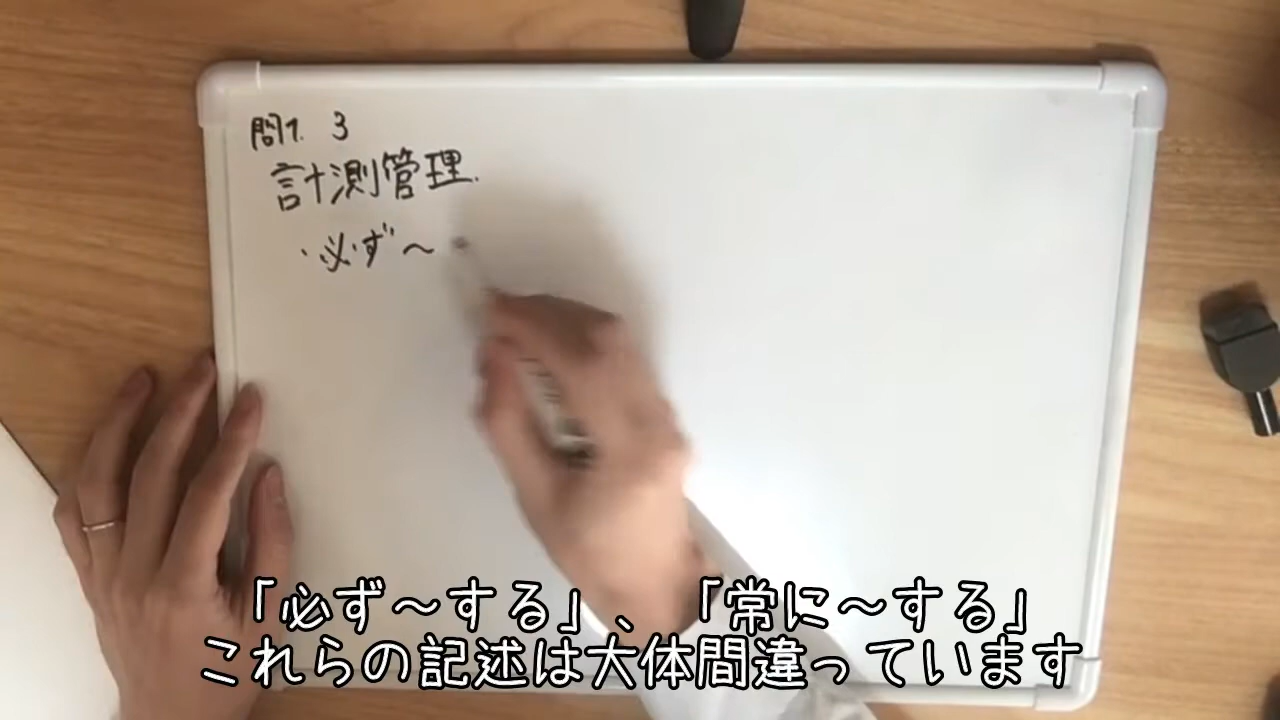 問1. 3
計測管理.
・必ず～
「必ず～する」、「常に～する」
これらの記述は大体間違っています